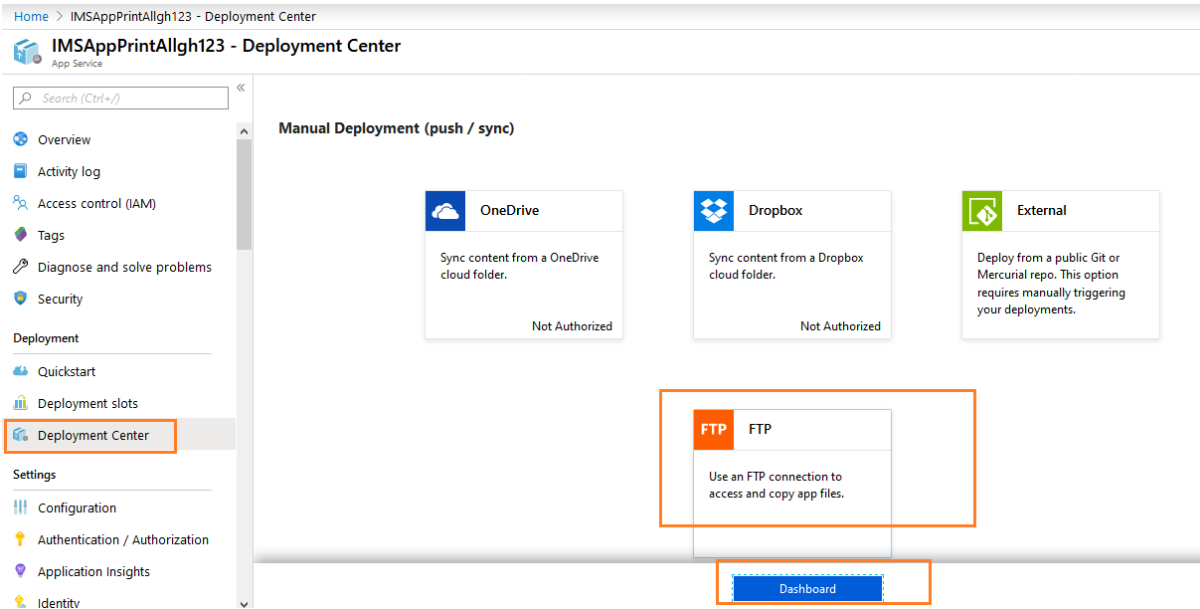 Home > IMSAppPrintAllgh123 - Deployment Center
IMSAppPrintAllgh123 - Deployment Center
App Service
Search (Ctrl+/)
«
Overview
Activity log
Access control (IAM)
Tags
Diagnose and solve problems
Security
Deployment
Quickstart
Deployment slots
Deployment Center
Settings
Configuration
Authentication / Authorization
Application Insights
Identity
Manual Deployment (push / sync)
OneDrive
Sync content from a OneDrive
cloud folder.
Not Authorized
Dropbox
Sync content from a Dropbox
cloud folder.
Not Authorized
External
Deploy from a public Git or
Mercurial repo. This option
requires manually triggering
your deployments.
FTP
FTP
Use an FTP connection to
access and copy app files.
Dashboard